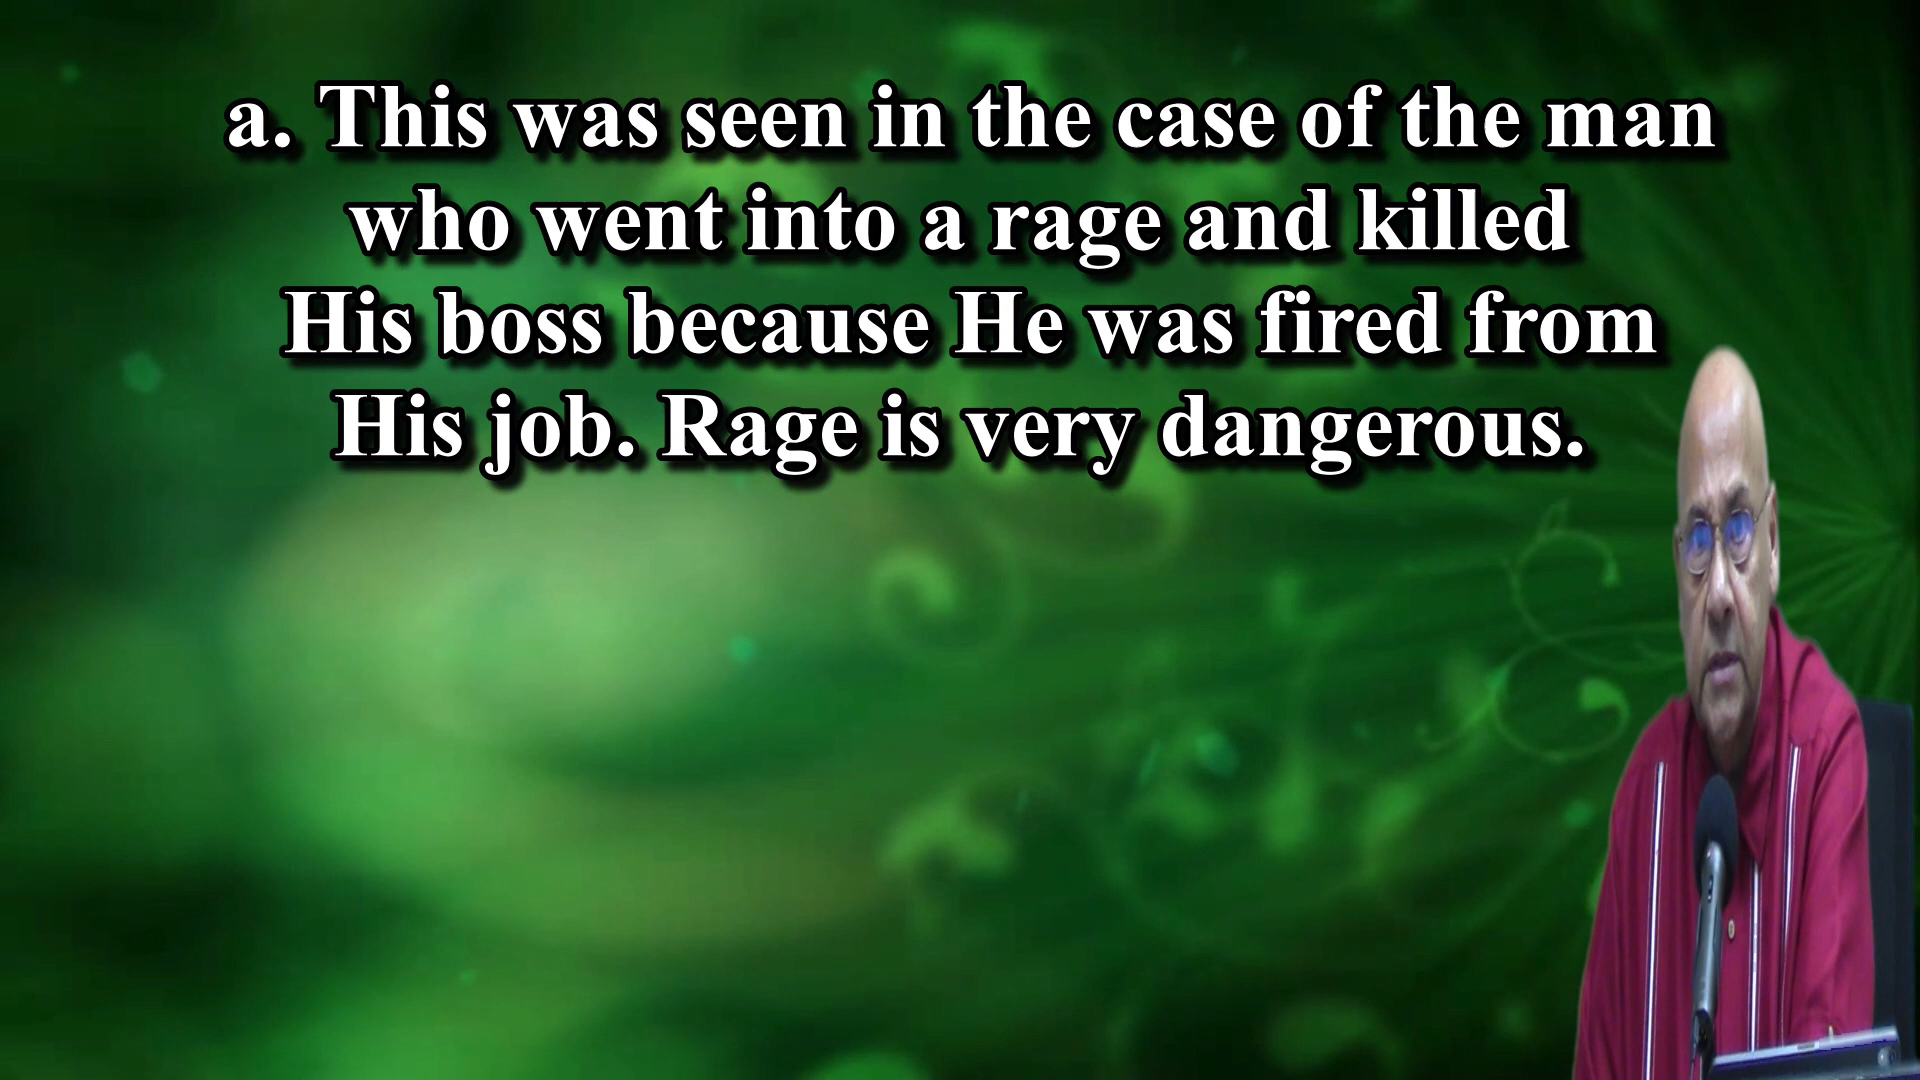 a. This was seen in the case of the man
who went into a rage and killed
His boss because He was fired from
His job. Rage is very dangerous.